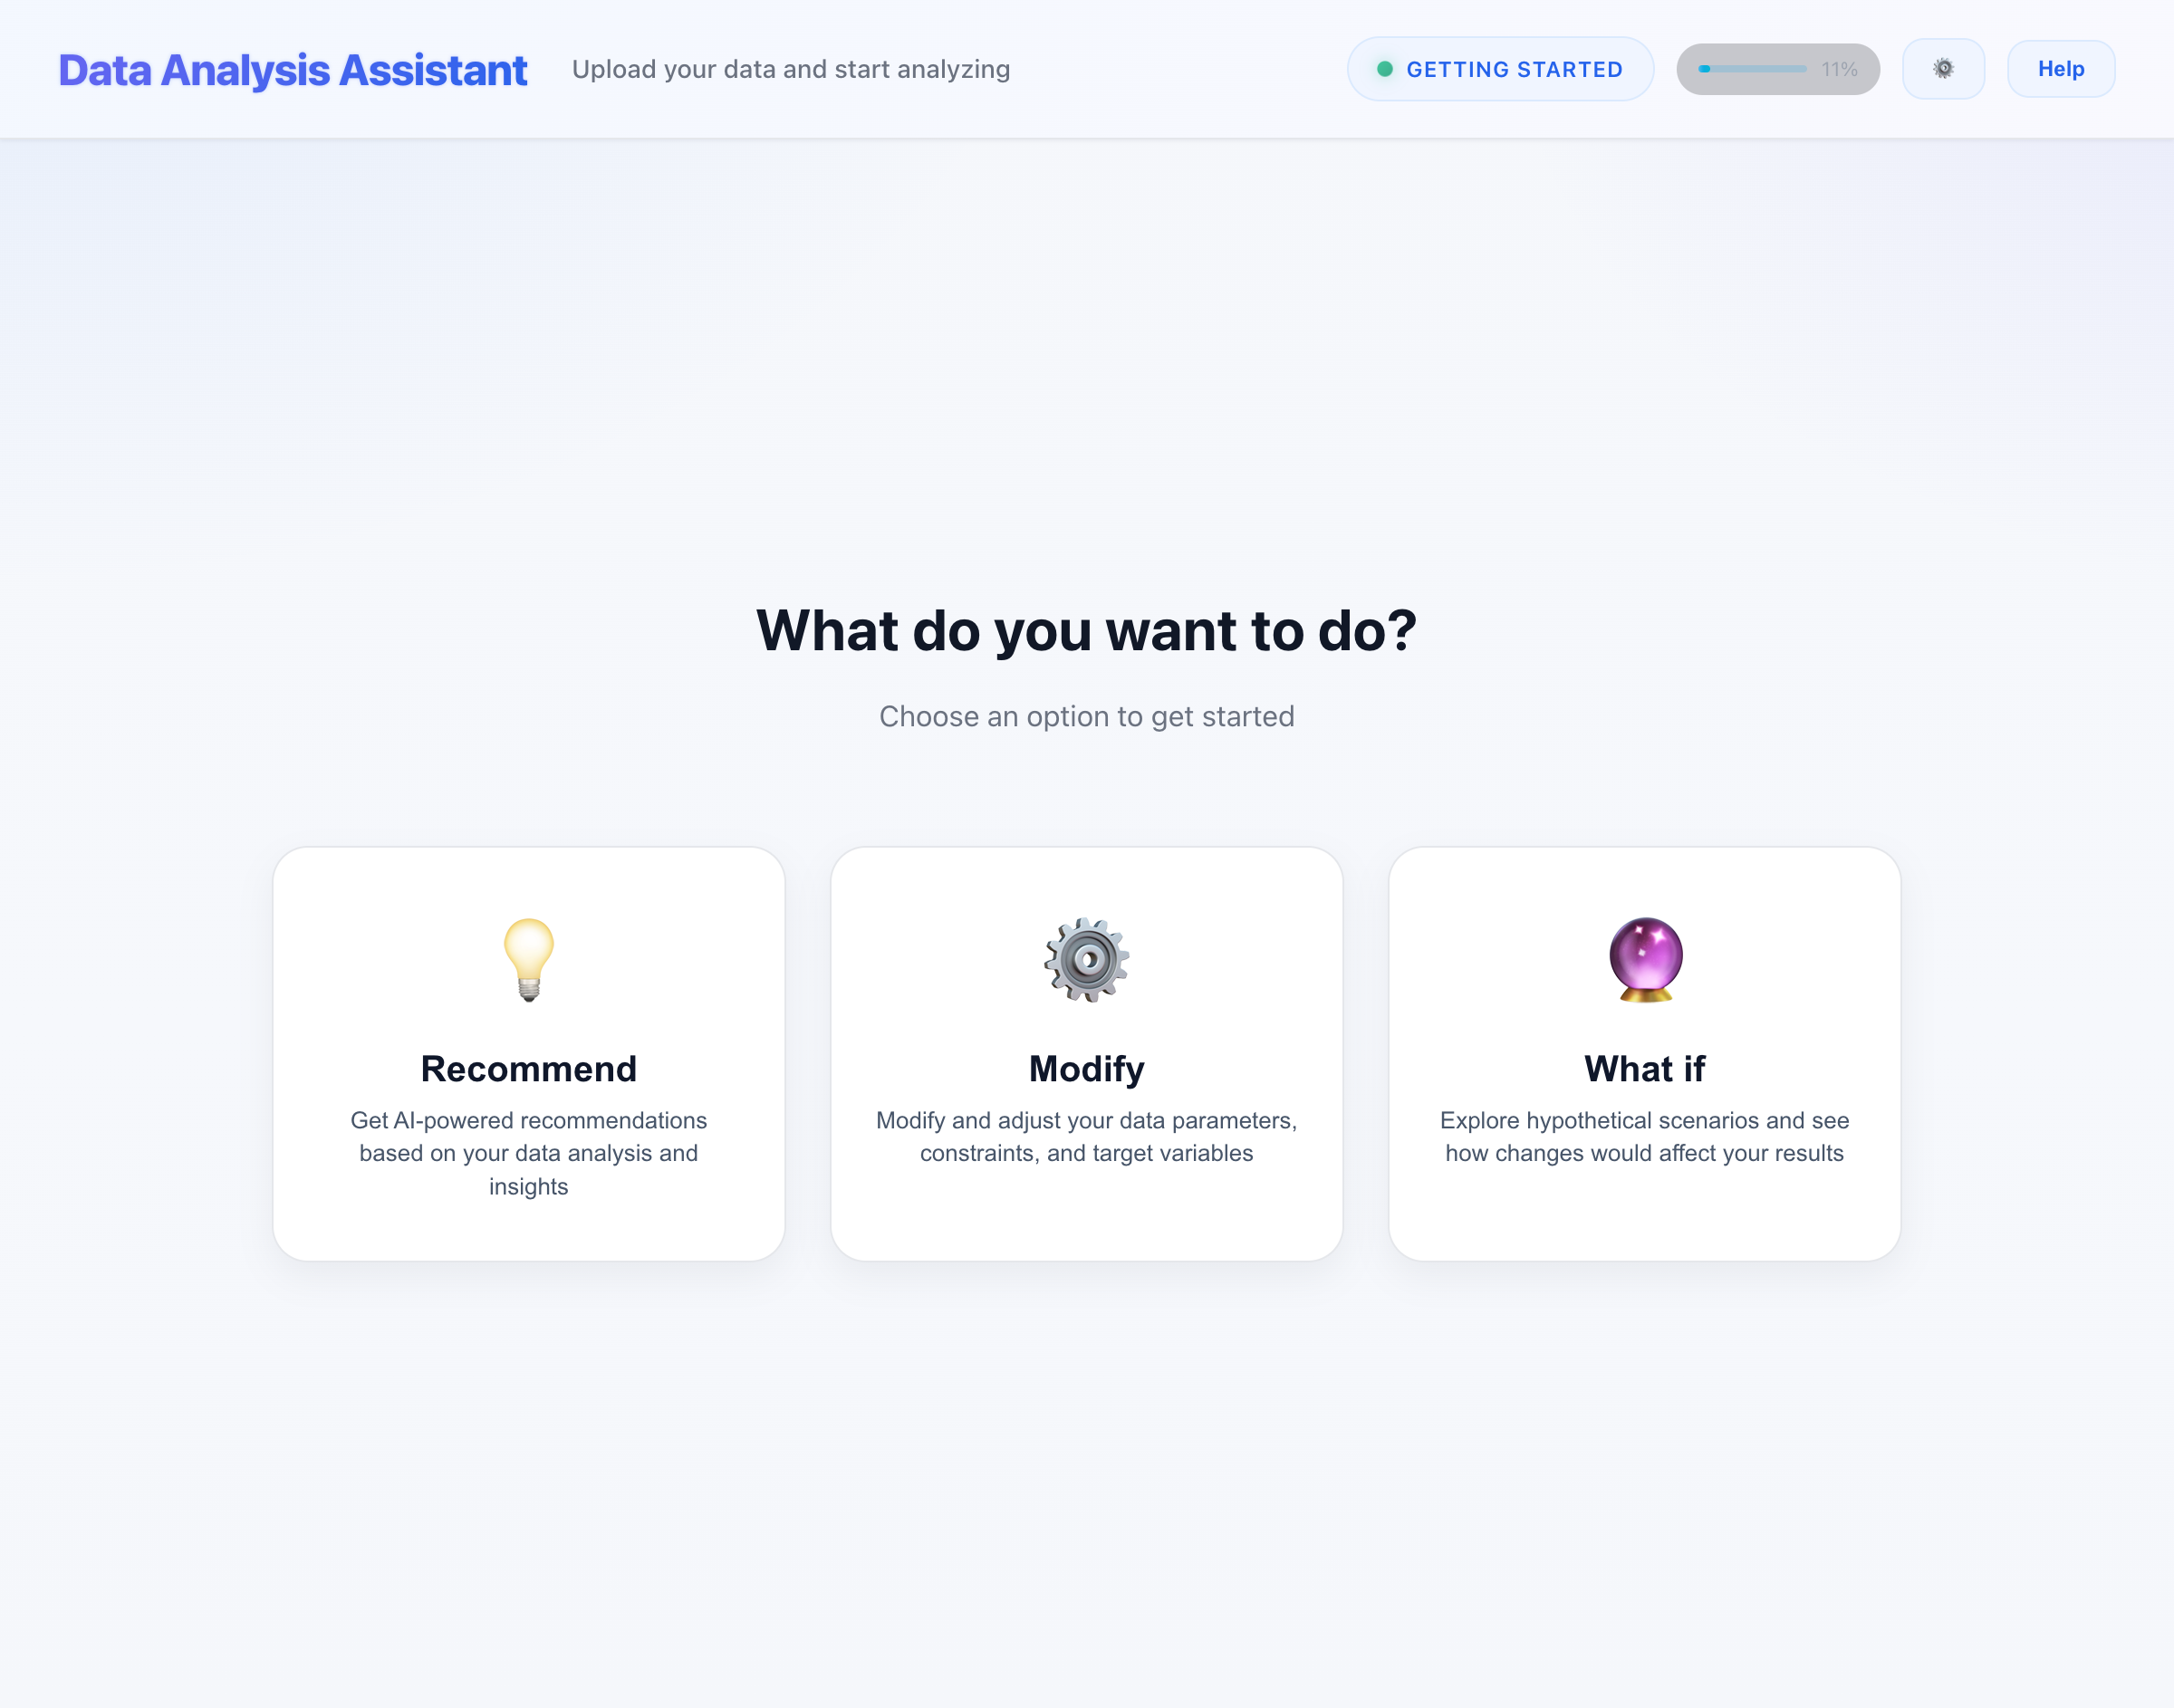 Data Analysis Assistant
Upload your data and start analyzing
GETTING STARTED
11%
Help
What do you want to do?
Choose an option to get started
Recommend
Get AI-powered recommendations
based on your data analysis and
insights
Modify
Modify and adjust your data parameters,
constraints, and target variables
What if
Explore hypothetical scenarios and see
how changes would affect your results